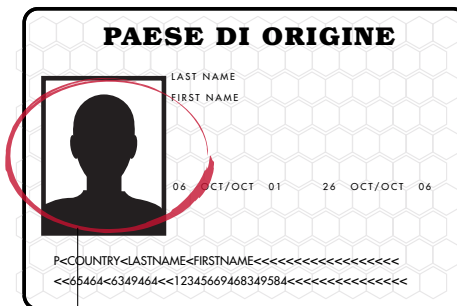 PAESE DI ORIGINE
LAST NAME
FIRST NAME
06 OCT/OCT 01 26 OCT/OCT 06
P<COUNTRY<LASTNAME<FIRSTNAME<<<<<<<<<<<<<<<<<<
<<65464<6349464<<12345669468349584<<<<<<<<<<<<<<<